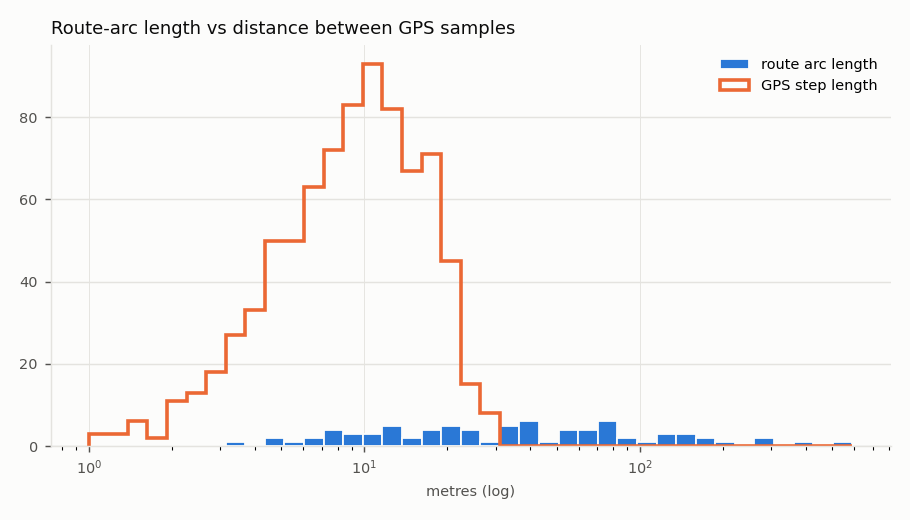 Route-arc length vs distance between GPS samples
route arc length
GPS step length
80
60
40
20
0
10⁰
10¹
10²
metres (log)